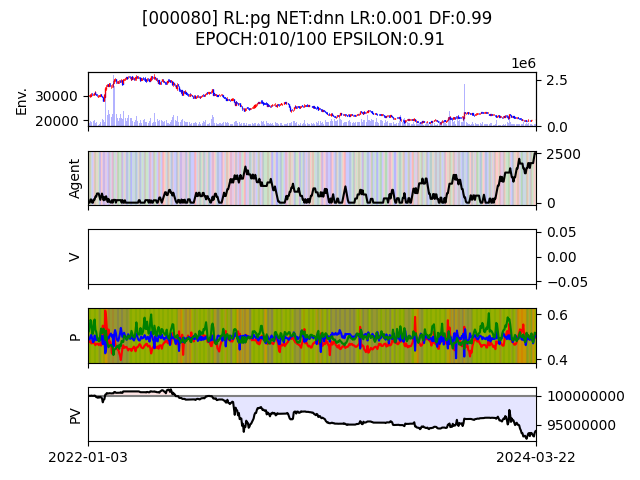 [000080] RL:pg NET:dnn LR:0.001 DF:0.99
EPOCH:010/100 EPSILON:0.91
1e6
Env.
30000
20000
2.5
0.0
Agent
2500
0
V
0.05
0.00
−0.05
P
0.6
0.4
PV
100000000
95000000
2022-01-03
2024-03-22